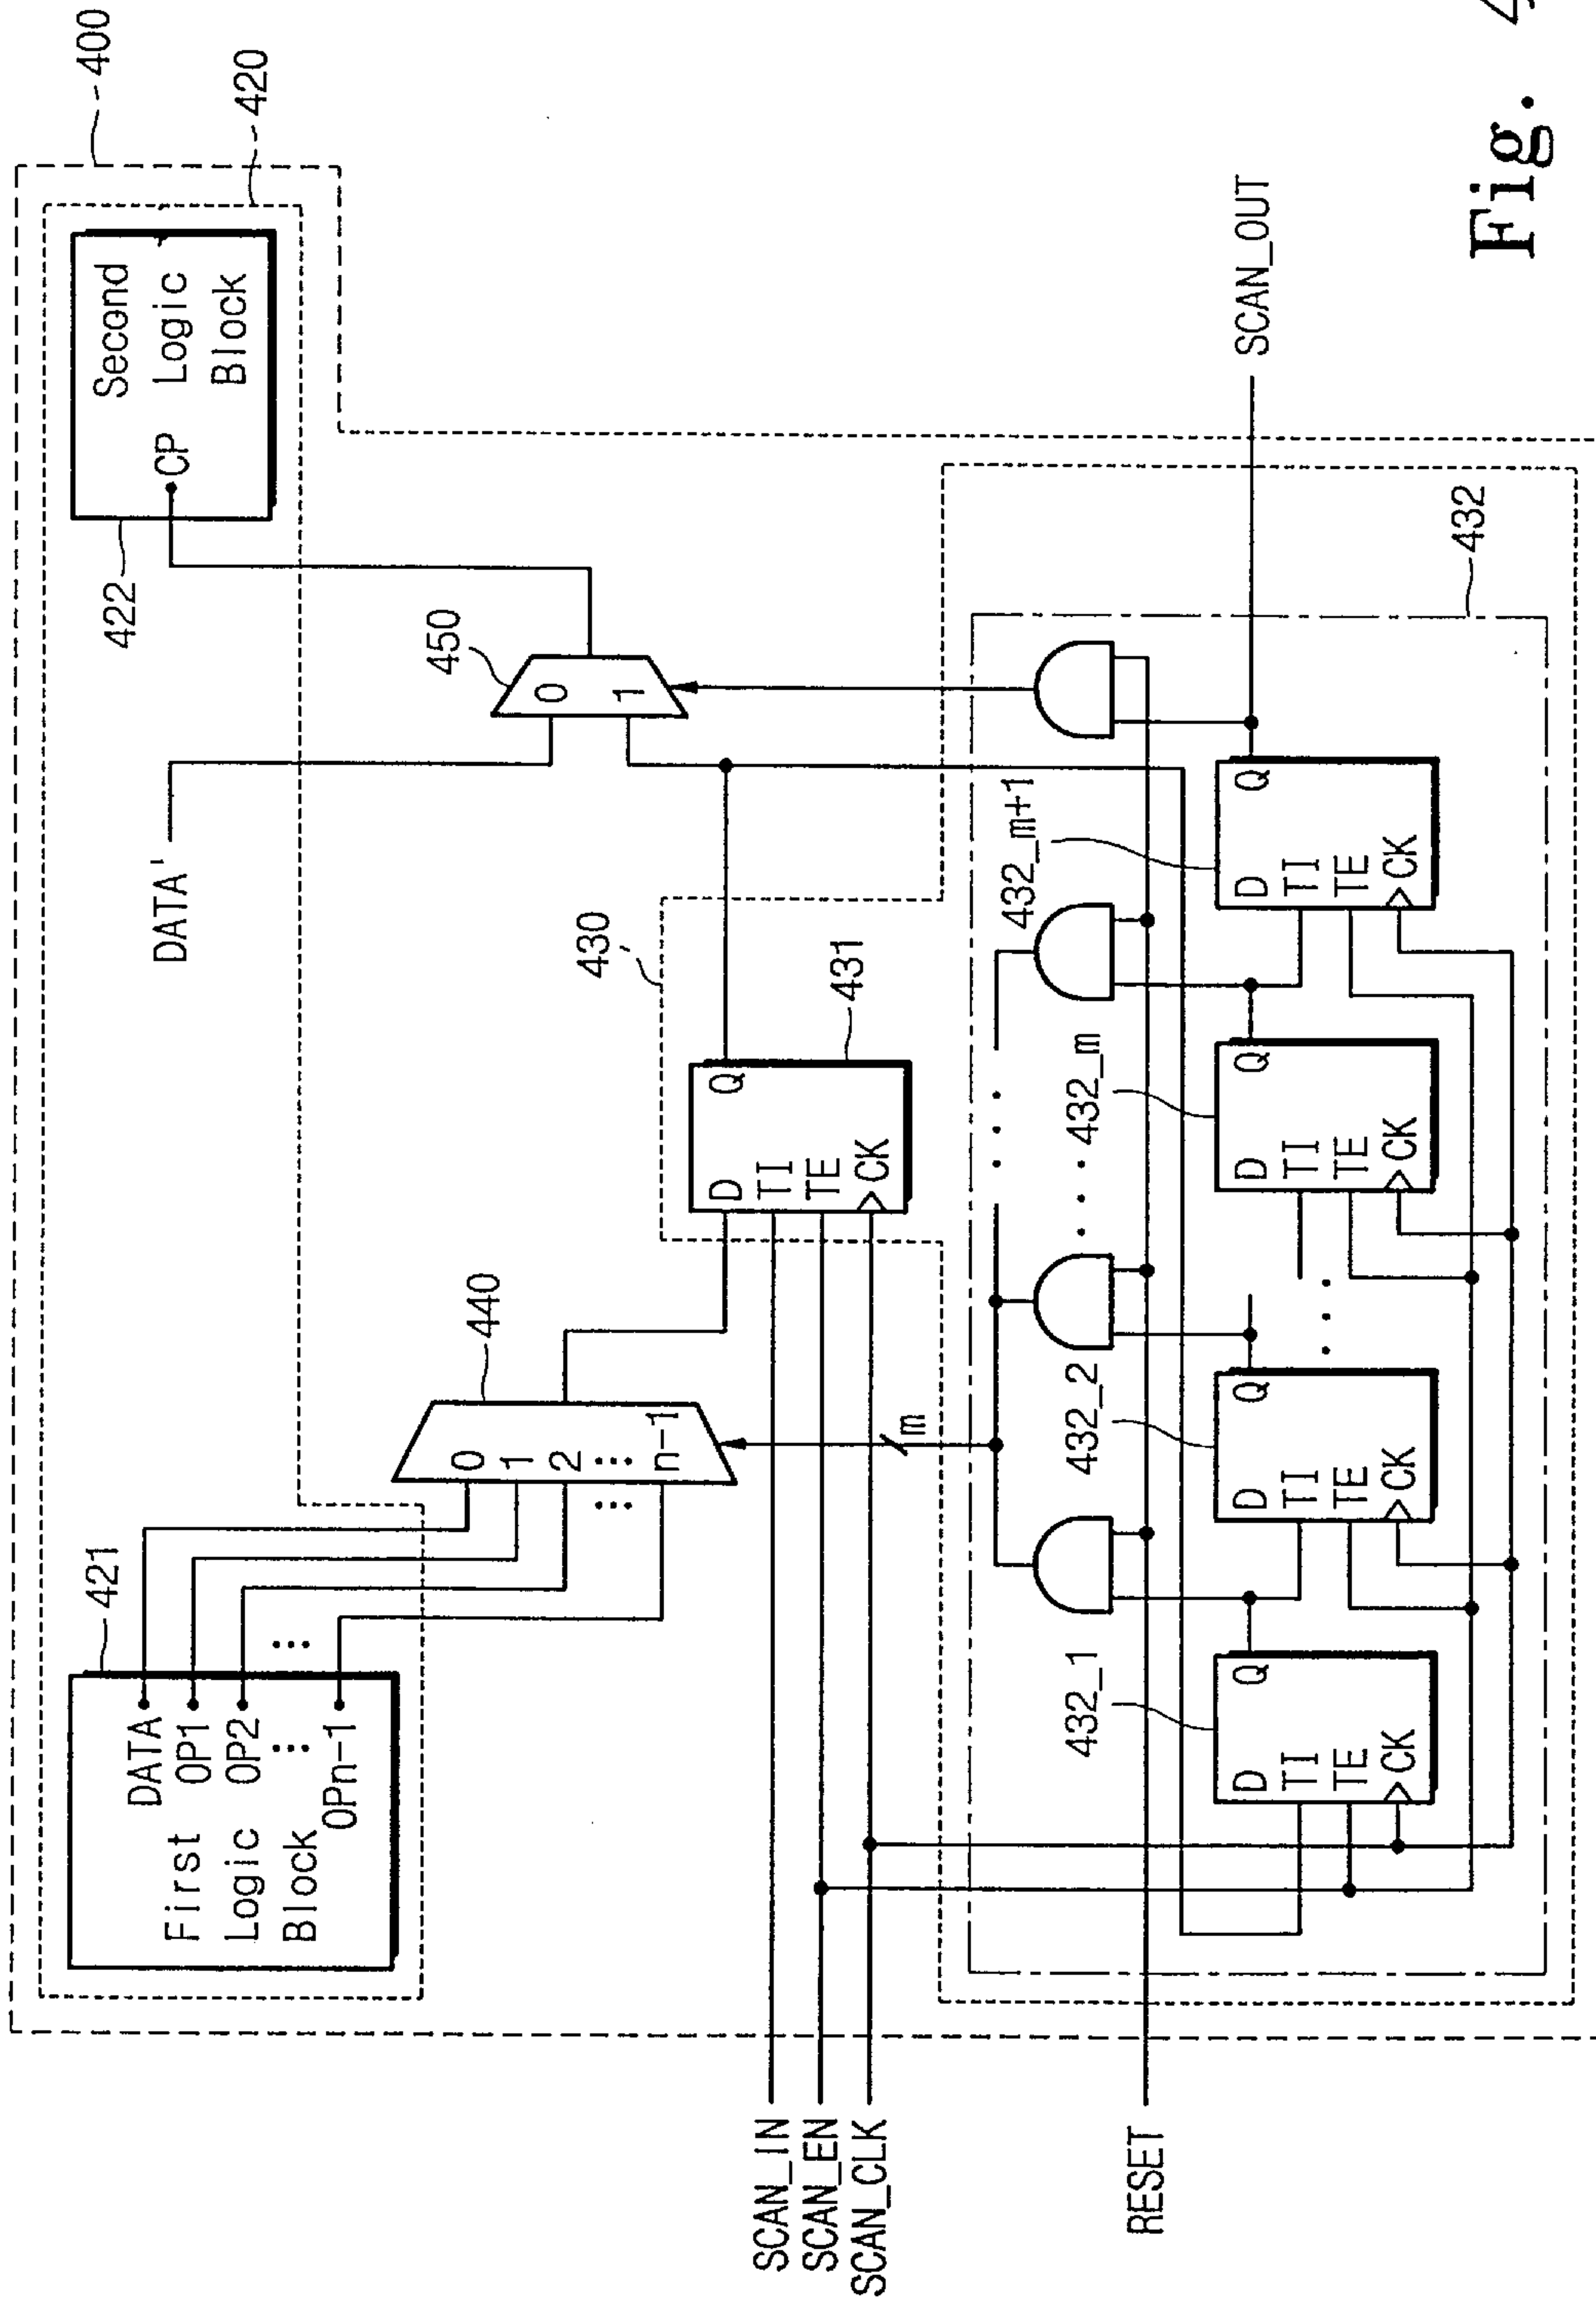 400
420
421
First
Logic
Block
DATA
OP1
OP2
⋮
OPn-1
⋮
DATA'
422
Second
Logic
Block
CP
440
0
1
2
⋮
n-1
⋮
450
0
1
430
431
D
TI
TE
CK
Q
m
SCAN_IN
SCAN_EN
SCAN_CLK
RESET
SCAN_OUT
432
432_1
D
TI
TE
CK
Q
432_2
D
TI
TE
CK
Q
...
432_m
D
TI
TE
CK
Q
432_m+1
D
TI
TE
CK
Q
...
...
Fig. 4